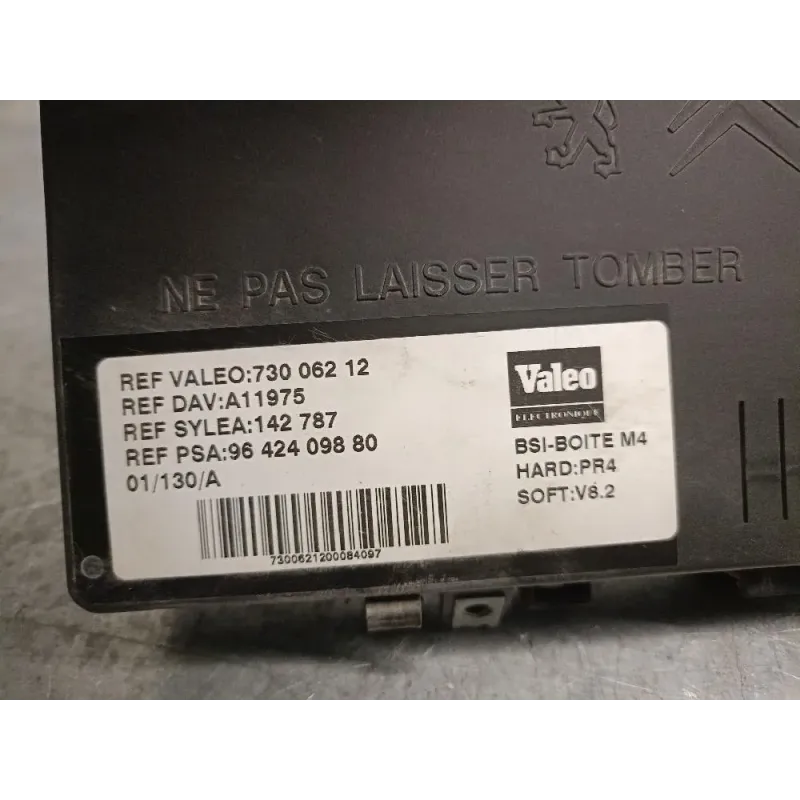 NE PAS LAISSER TOMBER
REF VALEO:730 062 12
REF DAV:A11975
REF SYLEA:142 787
REF PSA:96 424 098 80
01/130/A
7300621200084097
Valeo
ELECTRONIQUE
BSI-BOITE M4
HARD:PR4
SOFT:V8.2